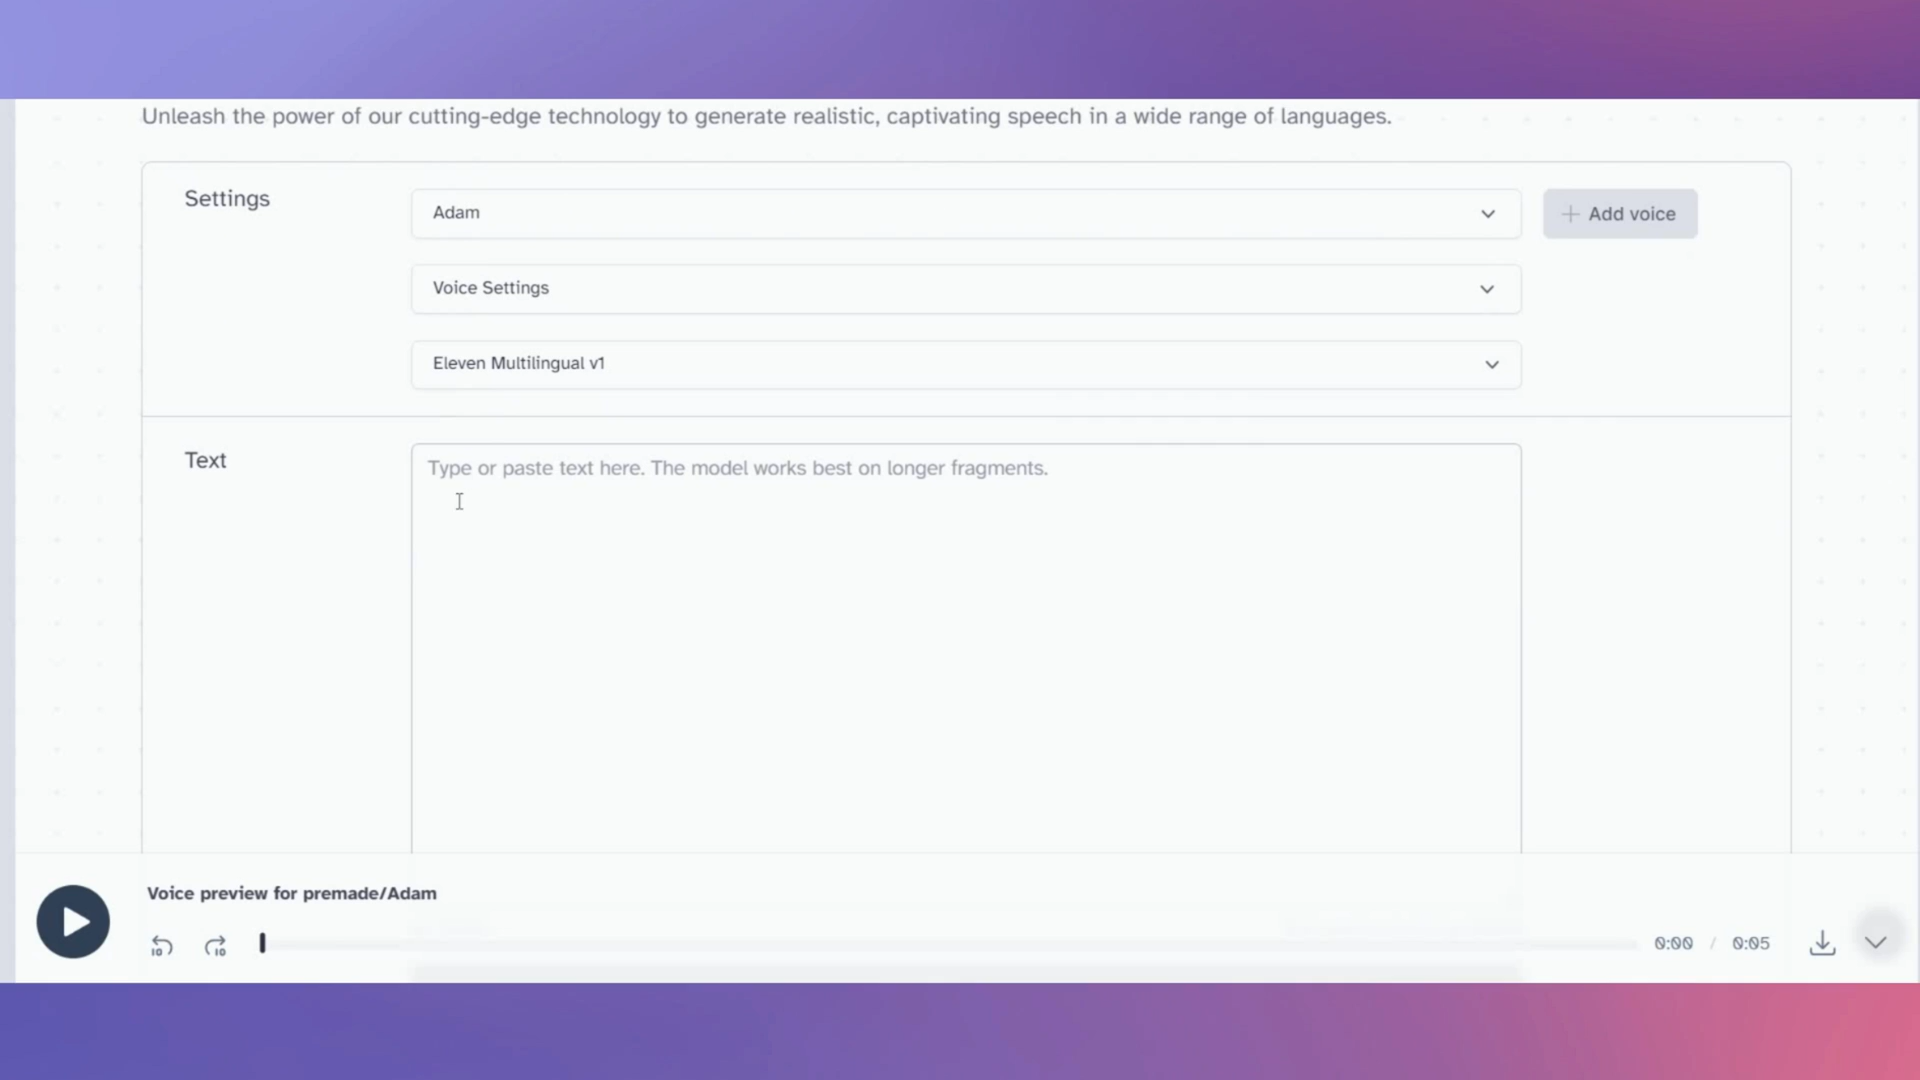 Unleash the power of our cutting-edge technology to generate realistic, captivating speech in a wide range of languages.
Settings
Adam
Add voice
Voice Settings
Eleven Multilingual v1
Text
Type or paste text here. The model works best on longer fragments.
Voice preview for premade/Adam
10
10
0:00 / 0:05